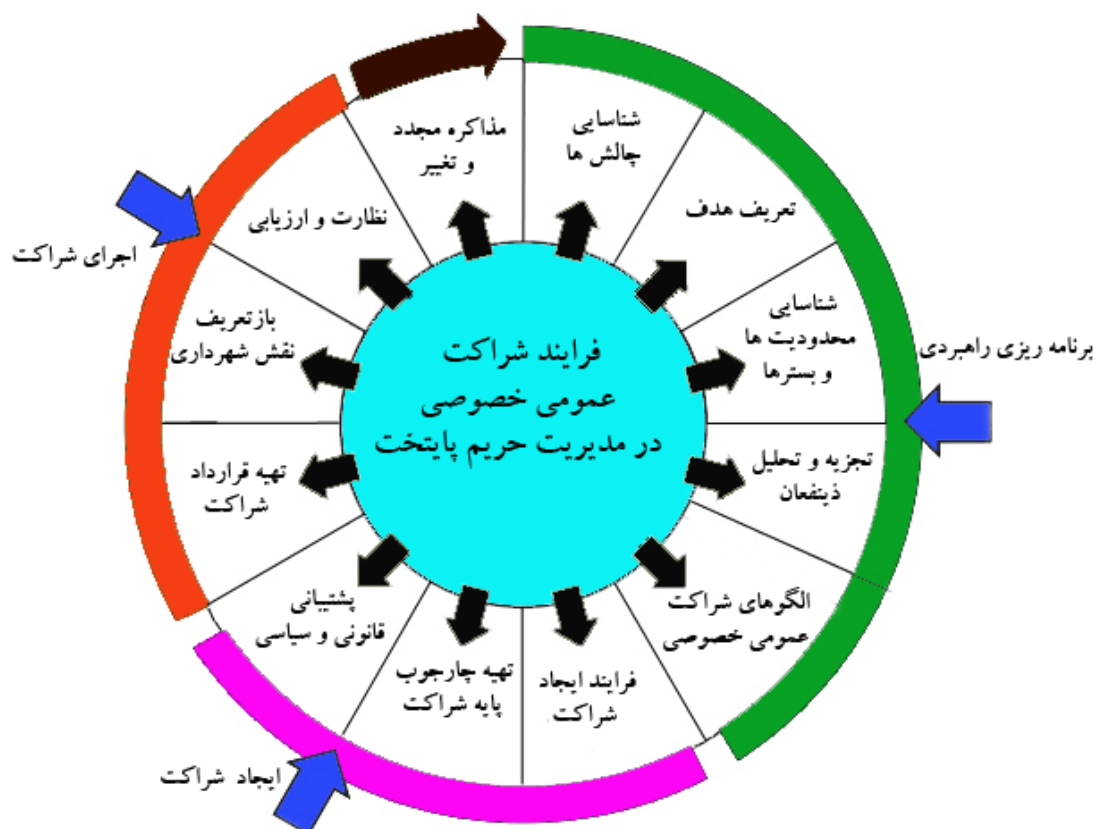 فرایند شراکت
عمومی خصوصی
در مدیریت حریم پایتخت
شناسایی
چالش ها
تعریف هدف
شناسایی
محدودیت ها
و بسترها
تجزیه و تحلیل
ذینفعان
الگوهای شراکت
عمومی خصوصی
فرایند ایجاد
شراکت
تهیه چارجوب
پایه شراکت
پشتیبانی
قانونی و سیاسی
تهیه قرارداد
شراکت
بازتعریف
نقش شهرداری
نظارت و ارزیابی
مذاکره مجدد
و تغییر
برنامه ریزی راهبردی
ایجاد شراکت
اجرای شراکت